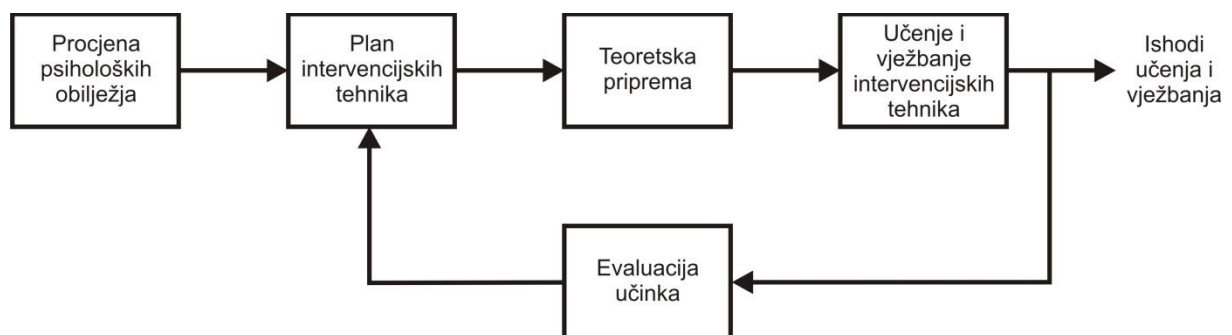 Procjena
psiholoških
obilježja
Plan
intervencijskih
tehnika
Teoretska
priprema
Učenje i
vježbanje
intervencijskih
tehnika
Ishodi
učenja i
vježbanja
Evaluacija
učinka